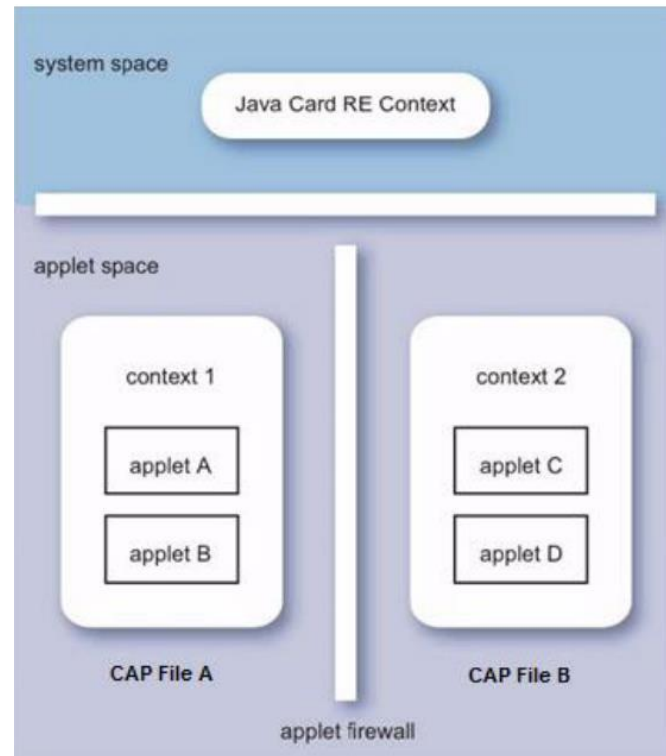 system space
Java Card RE Context
applet space
context 1
applet A
applet B
CAP File A
context 2
applet C
applet D
CAP File B
applet firewall